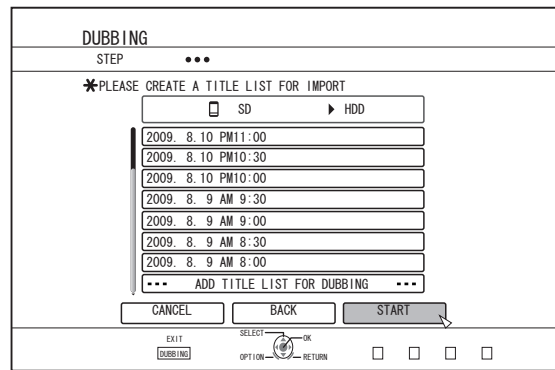 DUBBING
STEP
*PLEASE CREATE A TITLE LIST FOR IMPORT
SD ▶ HDD
2009. 8.10 PM11:00
2009. 8.10 PM10:30
2009. 8.10 PM10:00
2009. 8. 9 AM 9:30
2009. 8. 9 AM 9:00
2009. 8. 9 AM 8:30
2009. 8. 9 AM 8:00
ADD TITLE LIST FOR DUBBING
CANCEL BACK START
EXIT SELECT OK
DUBBING OPTION RETURN